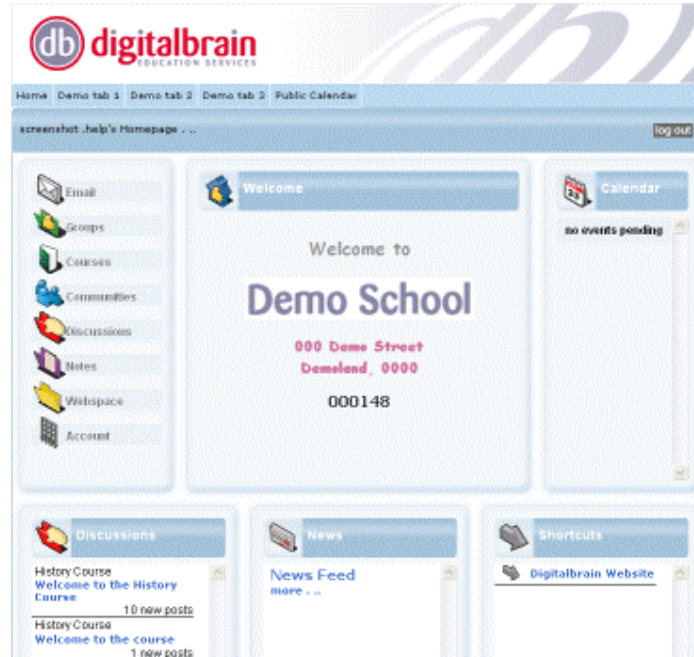 db digitalbrain
EDUCATION SERVICES
Home Demo tab 1 Demo tab 2 Demo tab 3 Public Calendar
screenshot .help's Homepage . ..
log out
Email
Groups
Courses
Communities
Discussions
Notes
Webspace
Account
Welcome
Welcome to
Demo School
000 Demo Street
Demoland, 0000
000148
Calendar
23
no events pending
Discussions
History Course
Welcome to the History
Course
10 new posts
History Course
Welcome to the course
1 new posts
News
News Feed
more . ..
Shortcuts
Digitalbrain Website